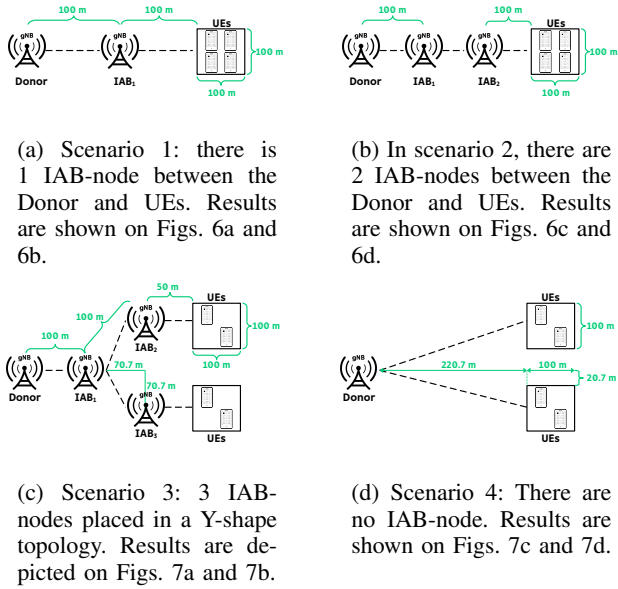 100 m
100 m
UEs
gNB
gNB
100 m
Donor
IAB₁
100 m
100 m
100 m
UEs
gNB
gNB
gNB
100 m
Donor
IAB₁
IAB₂
100 m
(a) Scenario 1: there is
1 IAB-node between the
Donor and UEs. Results
are shown on Figs. 6a and
6b.
(b) In scenario 2, there are
2 IAB-nodes between the
Donor and UEs. Results
are shown on Figs. 6c and
6d.
50 m
UEs
gNB
100 m
100 m
100 m
IAB₂
100 m
gNB
gNB
70.7 m
Donor
IAB₁
70.7 m
gNB
IAB₃
UEs
UEs
100 m
gNB
220.7 m
100 m
20.7 m
Donor
UEs
(c) Scenario 3: 3 IAB-
nodes placed in a Y-shape
topology. Results are de-
picted on Figs. 7a and 7b.
(d) Scenario 4: There are
no IAB-node. Results are
shown on Figs. 7c and 7d.